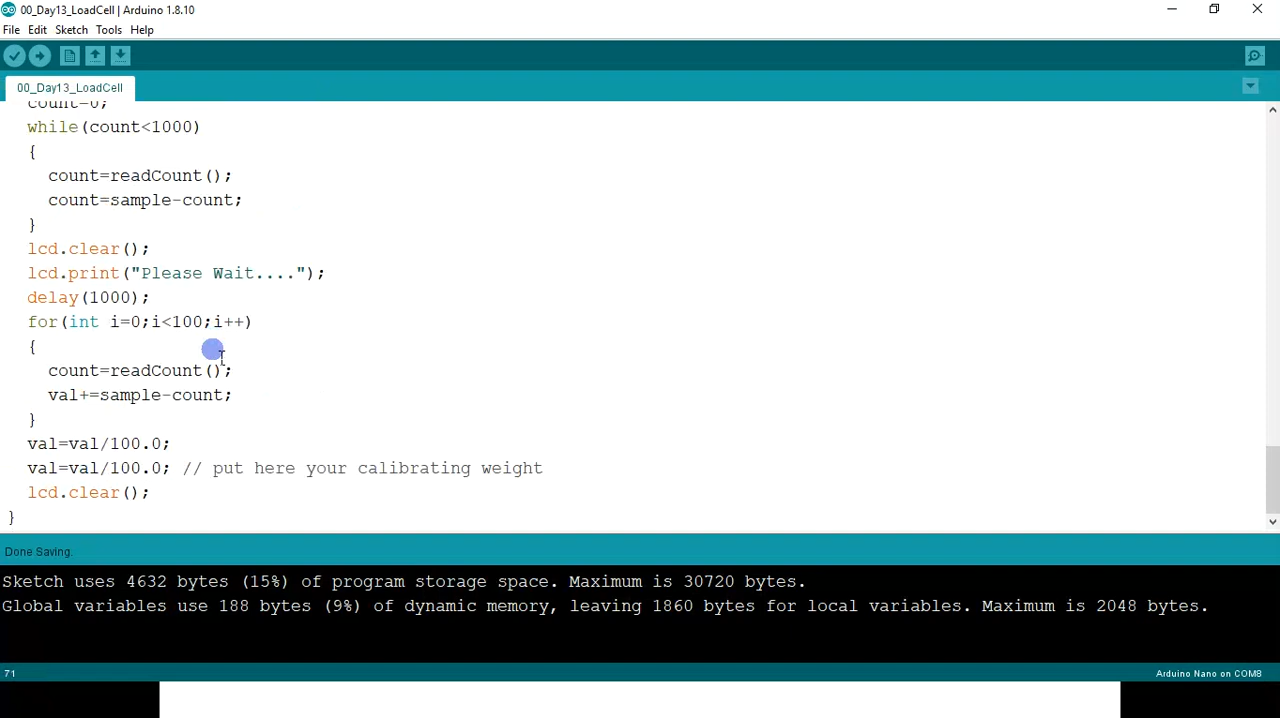 00_Day13_LoadCell | Arduino 1.8.10
File Edit Sketch Tools Help
00_Day13_LoadCell
count=0;
while(count<1000)
{
count=readCount();
count=sample-count;
}
lcd.clear();
lcd.print("Please Wait....");
delay(1000);
for(int i=0;i<100;i++)
{
count=readCount();
val+=sample-count;
}
val=val/100.0;
val=val/100.0; // put here your calibrating weight
lcd.clear();
}
Done Saving.
Sketch uses 4632 bytes (15%) of program storage space. Maximum is 30720 bytes.
Global variables use 188 bytes (9%) of dynamic memory, leaving 1860 bytes for local variables. Maximum is 2048 bytes.
71
Arduino Nano on COM8